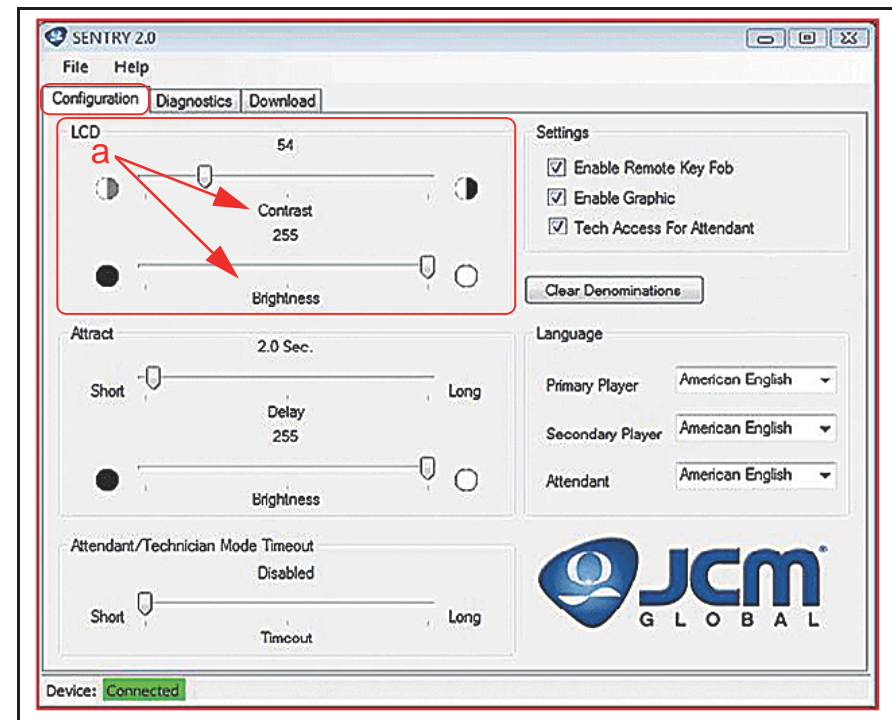 SENTRY 2.0
File Help
Configuration Diagnostics Download
LCD
a
54
Contrast
255
Brightness
Attract
2.0 Sec.
Short Long
Delay
255
Brightness
Attendant/Technician Mode Timeout
Disabled
Short Long
Timeout
Settings
Enable Remote Key Fob
Enable Graphic
Tech Access For Attendant
Clear Denominations
Language
Primary Player American English
Secondary Player American English
Attendant American English
JCM
GLOBAL
Device: Connected